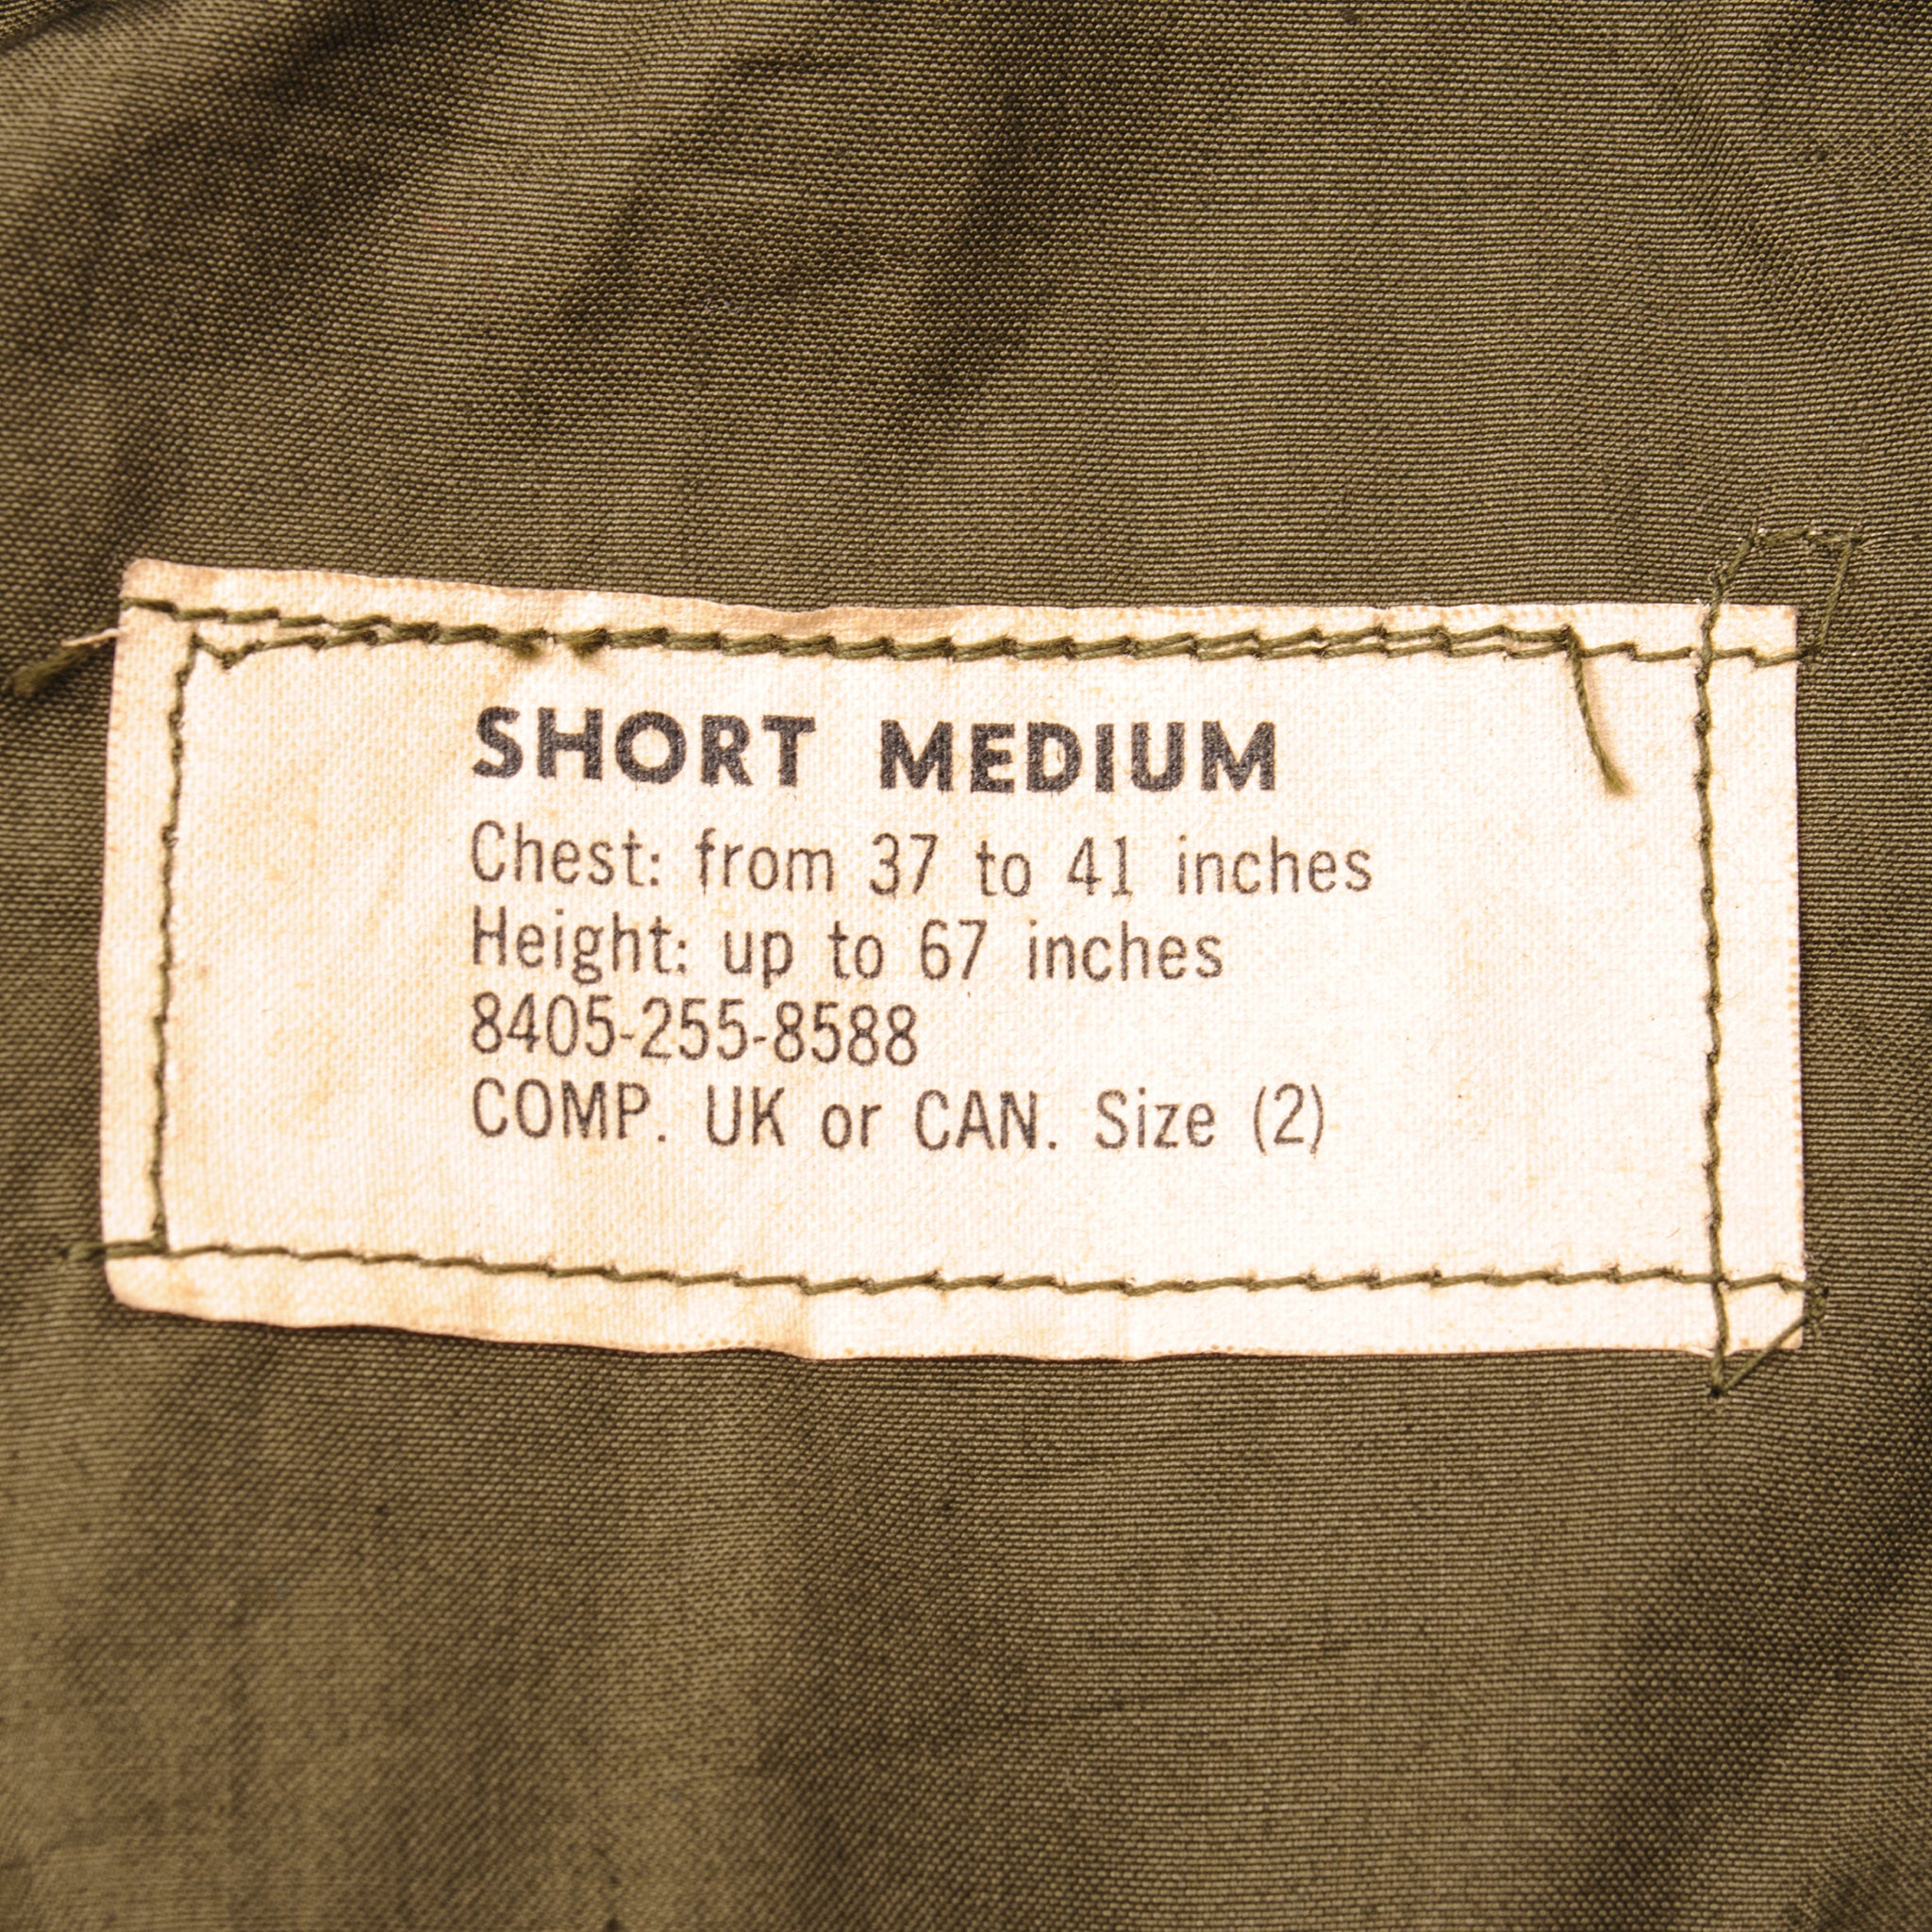 SHORT MEDIUM
Chest: from 37 to 41 inches
Height: up to 67 inches
8405-255-8588
COMP. UK or CAN. Size (2)